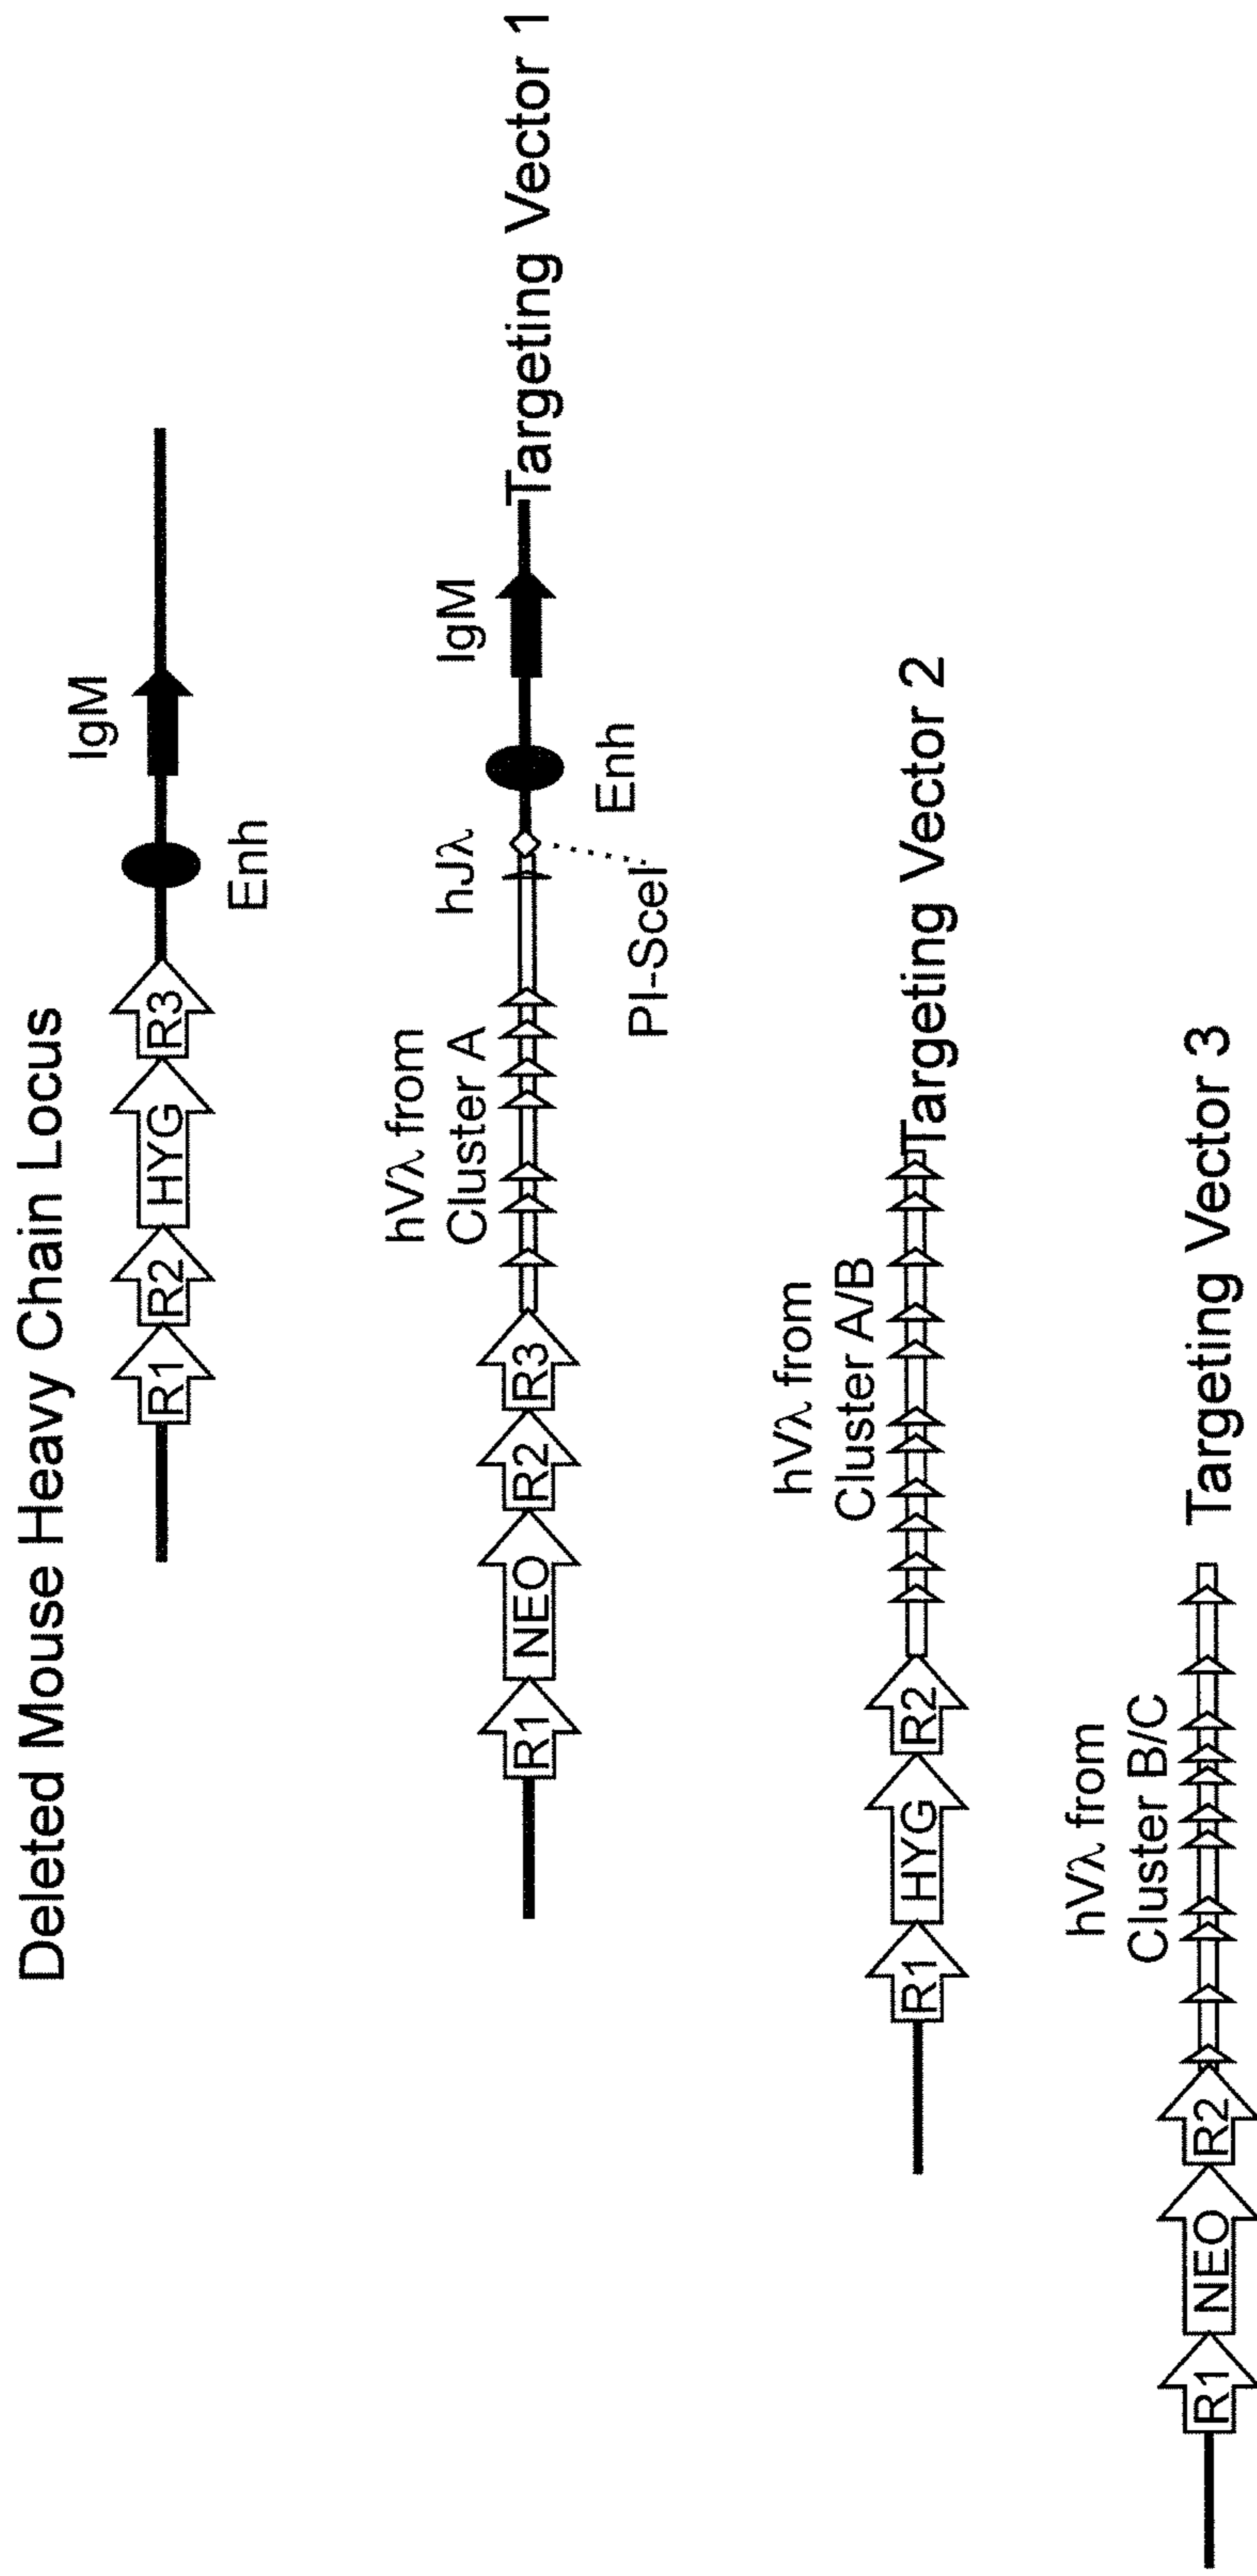 Deleted Mouse Heavy Chain Locus
R1
R2
HYG
R3
IgM
Enh
hVλ from
Cluster A
hJλ
IgM
R1
NEO
R2
R3
Enh
PI-SceI
Targeting Vector 1
hVλ from
Cluster A/B
R1
HYG
R2
Targeting Vector 2
hVλ from
Cluster B/C
R1
NEO
R2
Targeting Vector 3